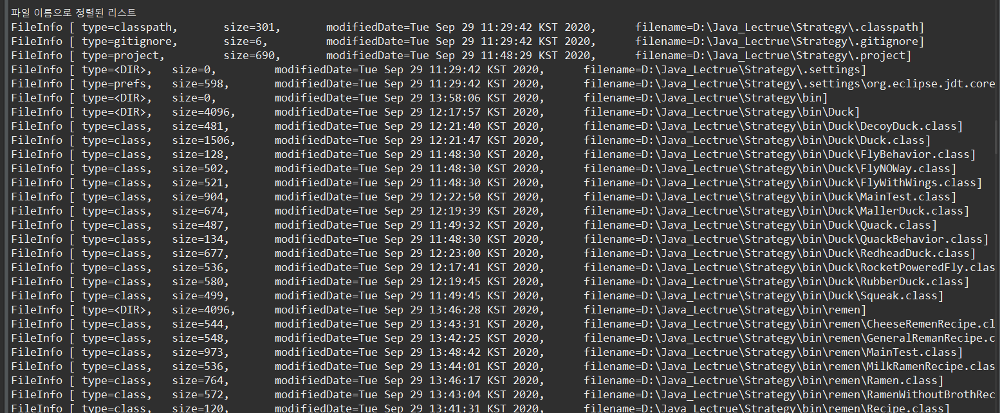 파일 이름으로 정렬된 리스트
FileInfo [ type=classpath, size=301, modifiedDate=Tue Sep 29 11:29:42 KST 2020, filename=D:\Java_Lectrue\Strategy\.classpath]
FileInfo [ type=gitignore, size=6, modifiedDate=Tue Sep 29 11:29:42 KST 2020, filename=D:\Java_Lectrue\Strategy\.gitignore]
FileInfo [ type=project, size=690, modifiedDate=Tue Sep 29 11:48:29 KST 2020, filename=D:\Java_Lectrue\Strategy\.project]
FileInfo [ type=<DIR>, size=0, modifiedDate=Tue Sep 29 11:29:42 KST 2020, filename=D:\Java_Lectrue\Strategy\.settings]
FileInfo [ type=prefs, size=598, modifiedDate=Tue Sep 29 11:29:42 KST 2020, filename=D:\Java_Lectrue\Strategy\.settings\org.eclipse.jdt.core
FileInfo [ type=<DIR>, size=0, modifiedDate=Tue Sep 29 13:58:06 KST 2020, filename=D:\Java_Lectrue\Strategy\bin]
FileInfo [ type=<DIR>, size=4096, modifiedDate=Tue Sep 29 12:17:57 KST 2020, filename=D:\Java_Lectrue\Strategy\bin\Duck]
FileInfo [ type=class, size=481, modifiedDate=Tue Sep 29 12:21:40 KST 2020, filename=D:\Java_Lectrue\Strategy\bin\Duck\DecoyDuck.class]
FileInfo [ type=class, size=1506, modifiedDate=Tue Sep 29 12:21:47 KST 2020, filename=D:\Java_Lectrue\Strategy\bin\Duck\Duck.class]
FileInfo [ type=class, size=128, modifiedDate=Tue Sep 29 11:48:30 KST 2020, filename=D:\Java_Lectrue\Strategy\bin\Duck\FlyBehavior.class]
FileInfo [ type=class, size=502, modifiedDate=Tue Sep 29 11:48:30 KST 2020, filename=D:\Java_Lectrue\Strategy\bin\Duck\FlyNOWay.class]
FileInfo [ type=class, size=521, modifiedDate=Tue Sep 29 11:48:30 KST 2020, filename=D:\Java_Lectrue\Strategy\bin\Duck\FlyWithWings.class]
FileInfo [ type=class, size=904, modifiedDate=Tue Sep 29 12:22:50 KST 2020, filename=D:\Java_Lectrue\Strategy\bin\Duck\MainTest.class]
FileInfo [ type=class, size=674, modifiedDate=Tue Sep 29 12:19:39 KST 2020, filename=D:\Java_Lectrue\Strategy\bin\Duck\MallerDuck.class]
FileInfo [ type=class, size=487, modifiedDate=Tue Sep 29 11:49:32 KST 2020, filename=D:\Java_Lectrue\Strategy\bin\Duck\Quack.class]
FileInfo [ type=class, size=134, modifiedDate=Tue Sep 29 11:48:30 KST 2020, filename=D:\Java_Lectrue\Strategy\bin\Duck\QuackBehavior.class]
FileInfo [ type=class, size=677, modifiedDate=Tue Sep 29 12:23:00 KST 2020, filename=D:\Java_Lectrue\Strategy\bin\Duck\RedheadDuck.class]
FileInfo [ type=class, size=536, modifiedDate=Tue Sep 29 12:17:41 KST 2020, filename=D:\Java_Lectrue\Strategy\bin\Duck\RocketPoweredFly.clas
FileInfo [ type=class, size=580, modifiedDate=Tue Sep 29 12:19:45 KST 2020, filename=D:\Java_Lectrue\Strategy\bin\Duck\RubberDuck.class]
FileInfo [ type=class, size=499, modifiedDate=Tue Sep 29 11:49:45 KST 2020, filename=D:\Java_Lectrue\Strategy\bin\Duck\Squeak.class]
FileInfo [ type=<DIR>, size=4096, modifiedDate=Tue Sep 29 13:46:28 KST 2020, filename=D:\Java_Lectrue\Strategy\bin\remen]
FileInfo [ type=class, size=544, modifiedDate=Tue Sep 29 13:43:31 KST 2020, filename=D:\Java_Lectrue\Strategy\bin\remen\CheeseRemenRecipe.cl
FileInfo [ type=class, size=548, modifiedDate=Tue Sep 29 13:42:25 KST 2020, filename=D:\Java_Lectrue\Strategy\bin\remen\GeneralRemanRecipe.c
FileInfo [ type=class, size=973, modifiedDate=Tue Sep 29 13:48:42 KST 2020, filename=D:\Java_Lectrue\Strategy\bin\remen\MainTest.class]
FileInfo [ type=class, size=536, modifiedDate=Tue Sep 29 13:44:01 KST 2020, filename=D:\Java_Lectrue\Strategy\bin\remen\MilkRamenRecipe.clas
FileInfo [ type=class, size=764, modifiedDate=Tue Sep 29 13:46:17 KST 2020, filename=D:\Java_Lectrue\Strategy\bin\remen\Ramen.class]
FileInfo [ type=class, size=572, modifiedDate=Tue Sep 29 13:43:04 KST 2020, filename=D:\Java_Lectrue\Strategy\bin\remen\RamenWithoutBrothRec
FileInfo [ type=class, size=120, modifiedDate=Tue Sep 29 13:41:31 KST 2020, filename=D:\Java_Lectrue\Strategy\bin\remen\Recipe.class]